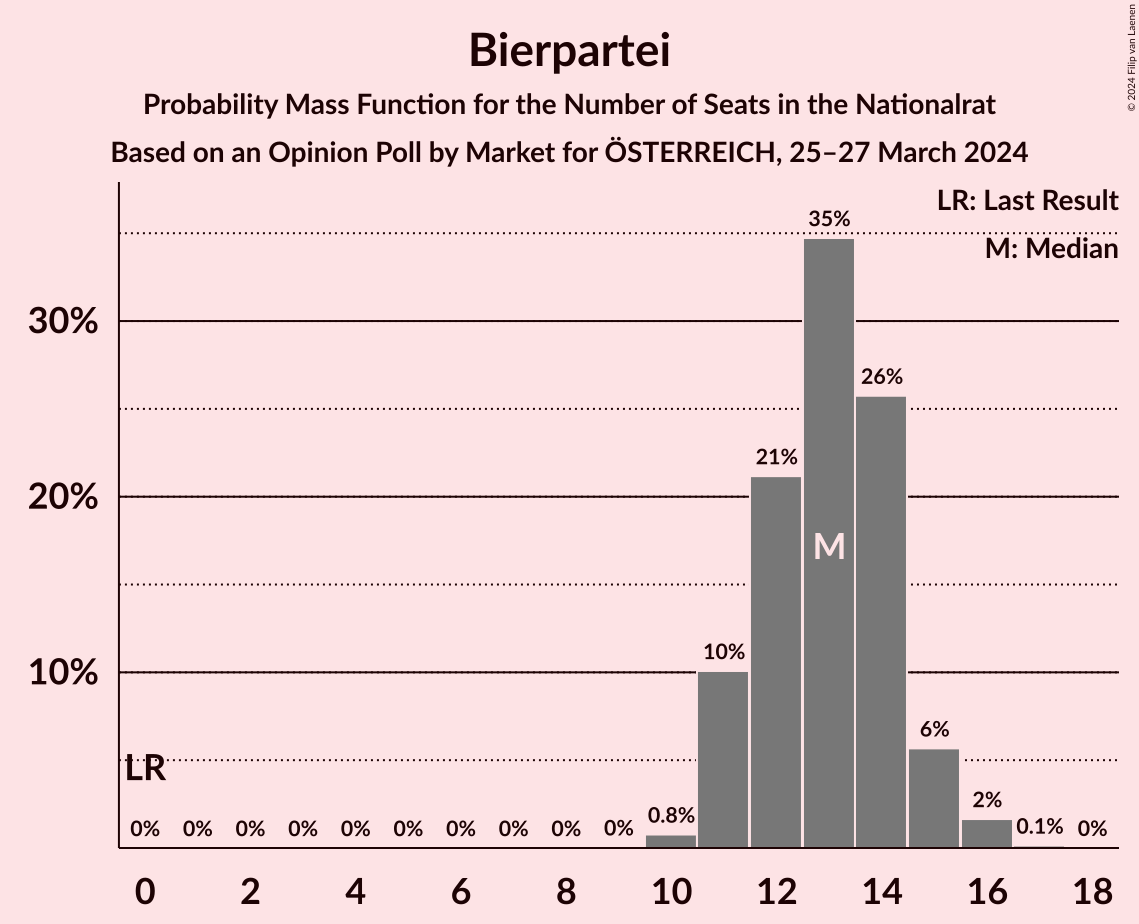 Bierpartei
Probability Mass Function for the Number of Seats in the Nationalrat
Based on an Opinion Poll by Market for ÖSTERREICH, 25–27 March 2024
© 2024 Filip van Laenen
LR: Last Result
M: Median
35%
30%
26%
21%
20%
M
10%
10%
6%
LR
2%
0% 0% 0% 0% 0% 0% 0% 0% 0% 0% 0.8% 0.1% 0%
0 2 4 6 8 10 12 14 16 18